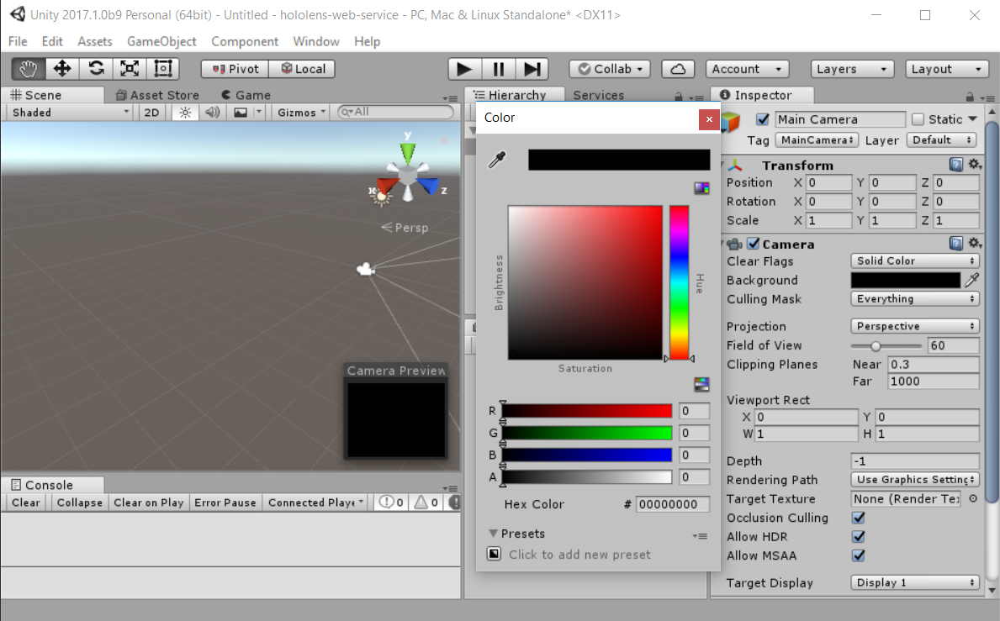 Unity 2017.1.0b9 Personal (64bit) - Untitled - hololens-web-service - PC, Mac & Linux Standalone* <DX11>
File Edit Assets GameObject Component Window Help
Pivot Local Collab Account Layers Layout
Scene Asset Store Game
Shaded 2D Gizmos All
y
x
z
Persp
Camera Preview
Console
Clear Collapse Clear on Play Error Pause Connected Playe 0 0
Hierarchy Services
Color
Brightness
Hue
Saturation
R 0
G 0
B 0
A 0
Hex Color # 00000000
Presets
Click to add new preset
Inspector
Main Camera Static
Tag MainCamera Layer Default
Transform
Position X 0 Y 0 Z 0
Rotation X 0 Y 0 Z 0
Scale X 1 Y 1 Z 1
Camera
Clear Flags Solid Color
Background
Culling Mask Everything
Projection Perspective
Field of View 60
Clipping Planes Near 0.3
Far 1000
Viewport Rect
X 0 Y 0
W 1 H 1
Depth -1
Rendering Path Use Graphics Setting
Target Texture None (Render Te
Occlusion Culling
Allow HDR
Allow MSAA
Target Display Display 1